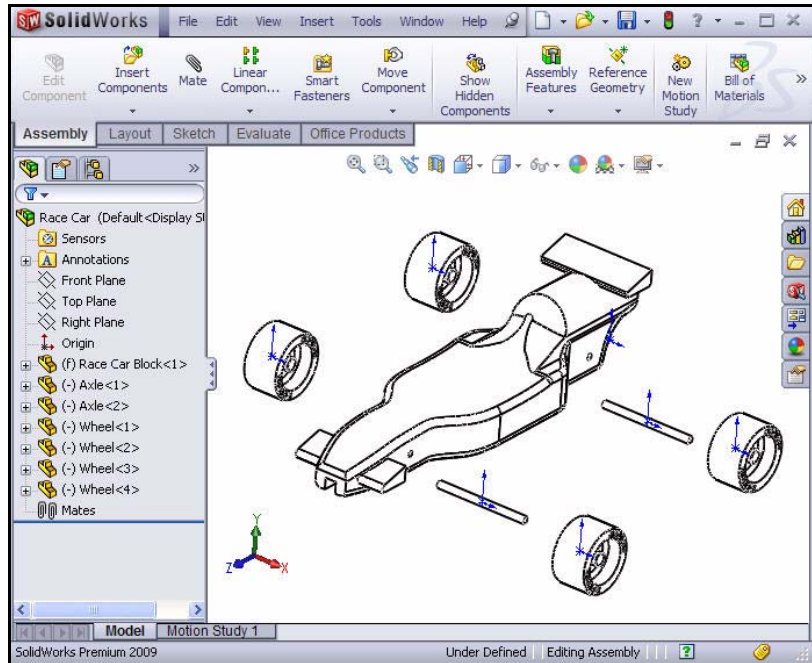 SolidWorks File Edit View Insert Tools Window Help
Edit Component
Insert Components
Mate
Linear Compon...
Smart Fasteners
Move Component
Show Hidden Components
Assembly Features
Reference Geometry
New Motion Study
Bill of Materials
Assembly Layout Sketch Evaluate Office Products
Race Car (Default<Display S
Sensors
A Annotations
Front Plane
Top Plane
Right Plane
Origin
(f) Race Car Block<1>
(-) Axle<1>
(-) Axle<2>
(-) Wheel<1>
(-) Wheel<2>
(-) Wheel<3>
(-) Wheel<4>
Mates
Y
Z X
Model Motion Study 1
SolidWorks Premium 2009 Under Defined Editing Assembly